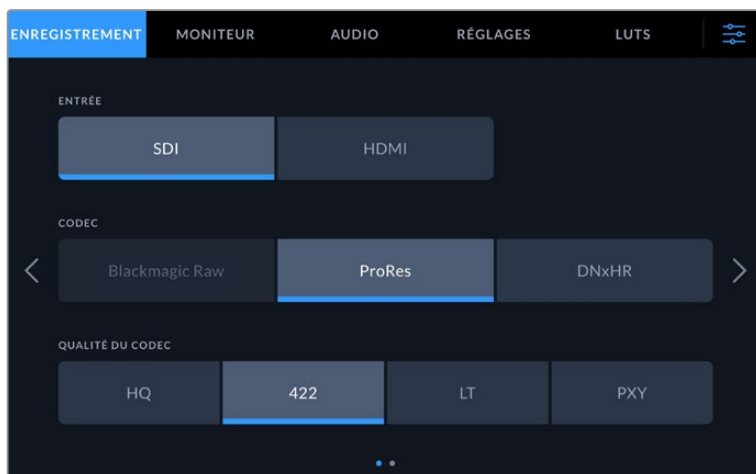 ENREGISTREMENT MONITEUR AUDIO RÉGLAGES LUTS
ENTRÉE
SDI HDMI
CODEC
Blackmagic Raw ProRes DNxHR
QUALITÉ DU CODEC
HQ 422 LT PXY